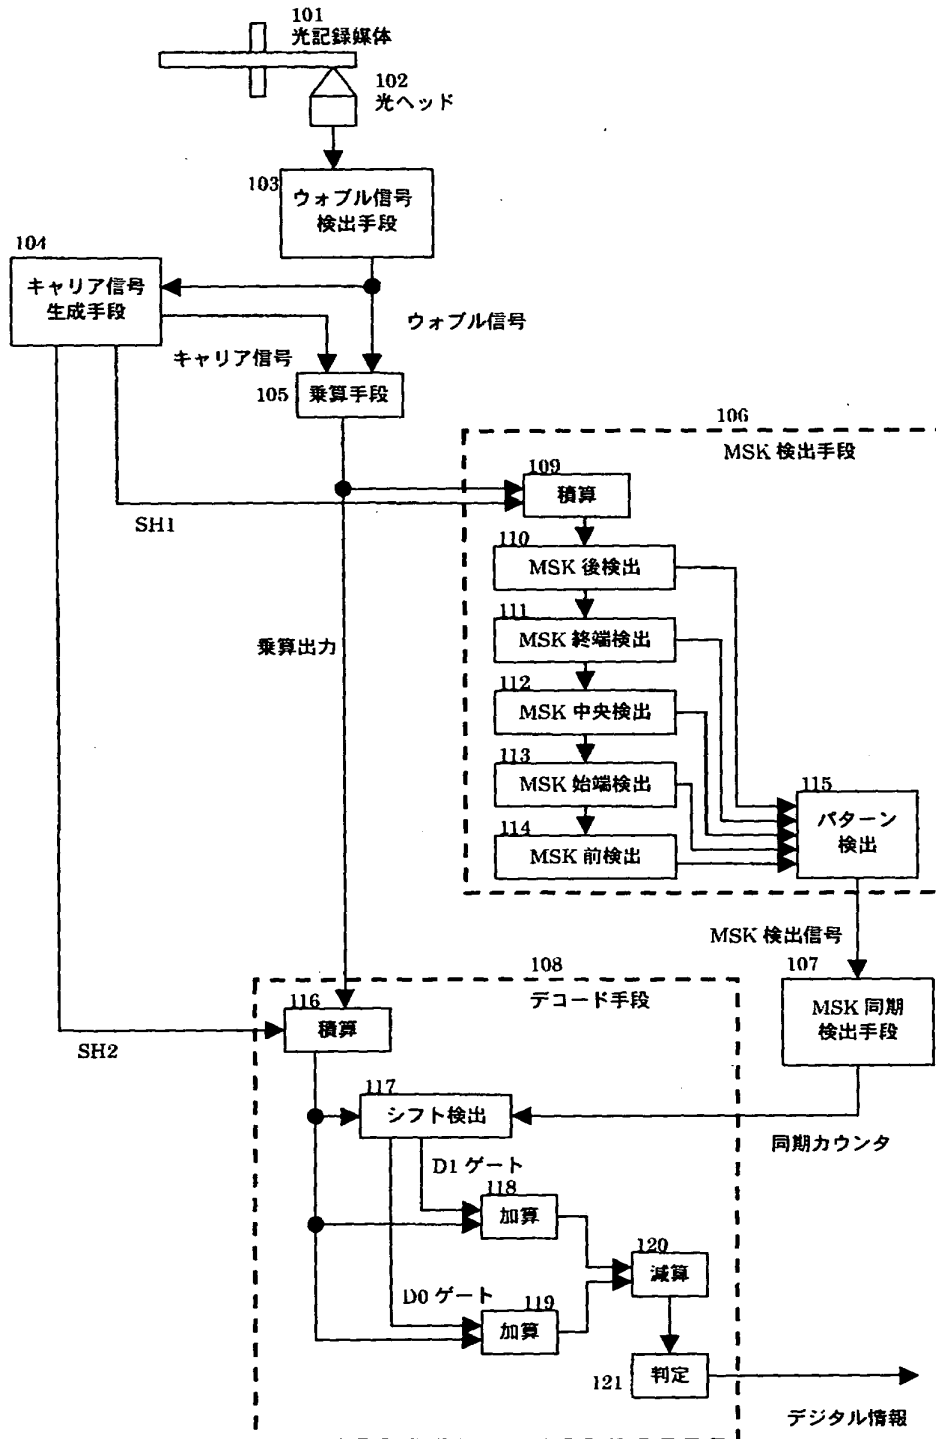 101
光記録媒体
102
光ヘッド
103
ウォブル信号
検出手段
104
キャリア信号
生成手段
ウォブル信号
キャリア信号
105
乗算手段
106
MSK 検出手段
109
積算
SH1
110
MSK 後検出
111
MSK 終端検出
乗算出力
112
MSK 中央検出
113
MSK 始端検出
115
パターン
検出
114
MSK 前検出
MSK 検出信号
107
MSK 同期
検出手段
108
デコード手段
116
積算
SH2
117
シフト検出
同期カウンタ
D1 ゲート
118
加算
120
減算
D0 ゲート
119
加算
121
判定
デジタル情報